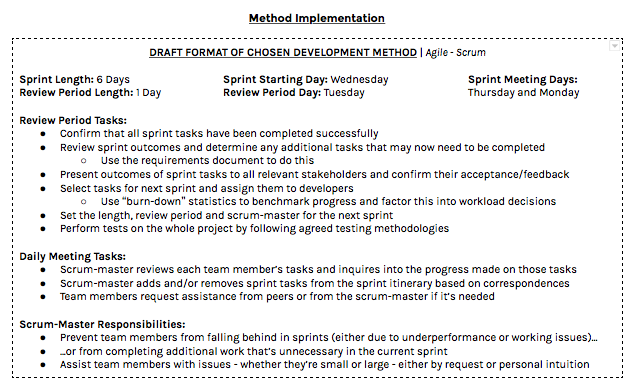 Method Implementation
DRAFT FORMAT OF CHOSEN DEVELOPMENT METHOD | Agile - Scrum
Sprint Length: 6 Days Sprint Starting Day: Wednesday Sprint Meeting Days:
Review Period Length: 1 Day Review Period Day: Tuesday Thursday and Monday
Review Period Tasks:
● Confirm that all sprint tasks have been completed successfully
● Review sprint outcomes and determine any additional tasks that may now need to be completed
○ Use the requirements document to do this
● Present outcomes of sprint tasks to all relevant stakeholders and confirm their acceptance/feedback
● Select tasks for next sprint and assign them to developers
○ Use "burn-down" statistics to benchmark progress and factor this into workload decisions
● Set the length, review period and scrum-master for the next sprint
● Perform tests on the whole project by following agreed testing methodologies
Daily Meeting Tasks:
● Scrum-master reviews each team member's tasks and inquires into the progress made on those tasks
● Scrum-master adds and/or removes sprint tasks from the sprint itinerary based on correspondences
● Team members request assistance from peers or from the scrum-master if it's needed
Scrum-Master Responsibilities:
● Prevent team members from falling behind in sprints (either due to underperformance or working issues)...
● ...or from completing additional work that's unnecessary in the current sprint
● Assist team members with issues - whether they're small or large - either by request or personal intuition